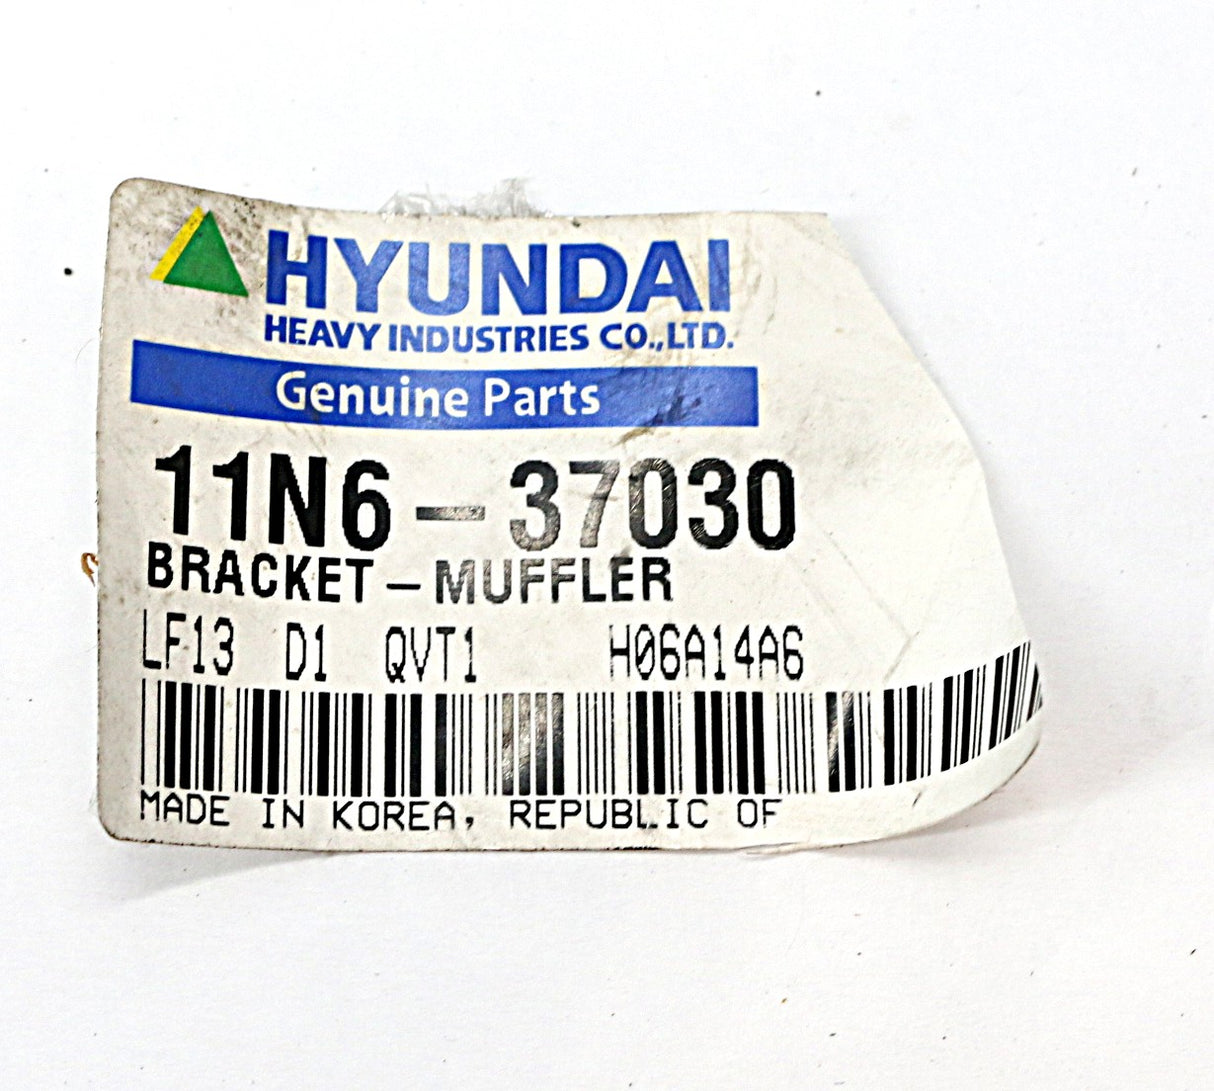 HYUNDAI
HEAVY INDUSTRIES CO.,LTD.
Genuine Parts
11N6-37030
BRACKET-MUFFLER
LF13 D1 QVT1 H06A14A6
MADE IN KOREA, REPUBLIC OF